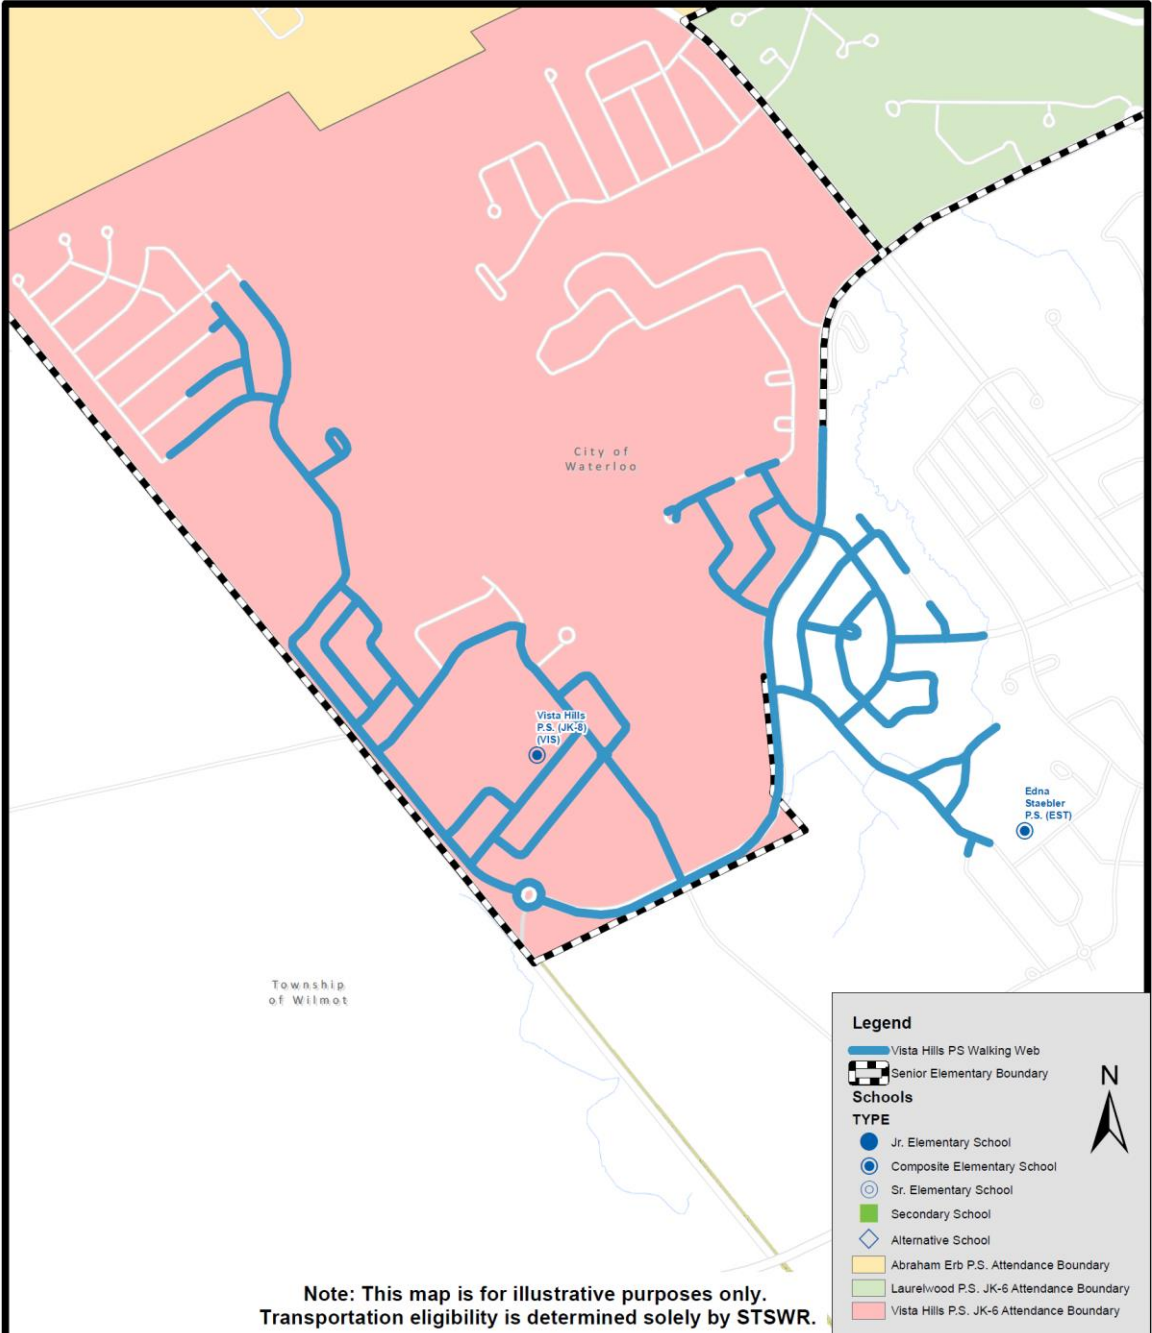 City of
Waterloo
Vista Hills
P.S. (JK-8)
(VIS)
Edna
Staebler
P.S. (EST)
Township
of Wilmot
Legend
Vista Hills PS Walking Web
Senior Elementary Boundary
N
Schools
TYPE
Jr. Elementary School
Composite Elementary School
Sr. Elementary School
Secondary School
Alternative School
Abraham Erb P.S. Attendance Boundary
Laurelwood P.S. JK-6 Attendance Boundary
Vista Hills P.S. JK-6 Attendance Boundary
Note: This map is for illustrative purposes only.
Transportation eligibility is determined solely by STSWR.